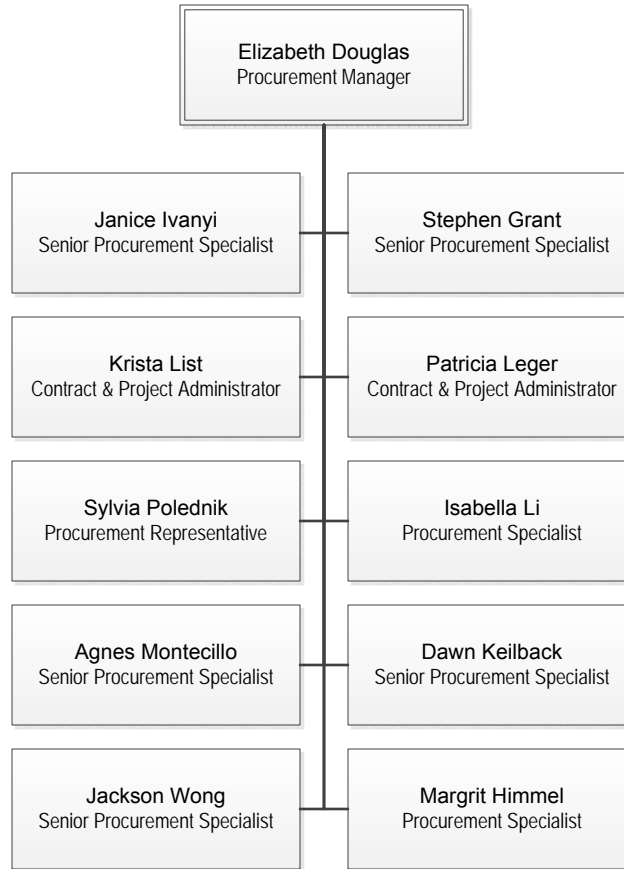 Elizabeth Douglas
Procurement Manager
Janice Ivanyi
Senior Procurement Specialist
Stephen Grant
Senior Procurement Specialist
Krista List
Contract & Project Administrator
Patricia Leger
Contract & Project Administrator
Sylvia Polednik
Procurement Representative
Isabella Li
Procurement Specialist
Agnes Montecillo
Senior Procurement Specialist
Dawn Keilback
Senior Procurement Specialist
Jackson Wong
Senior Procurement Specialist
Margrit Himmel
Procurement Specialist